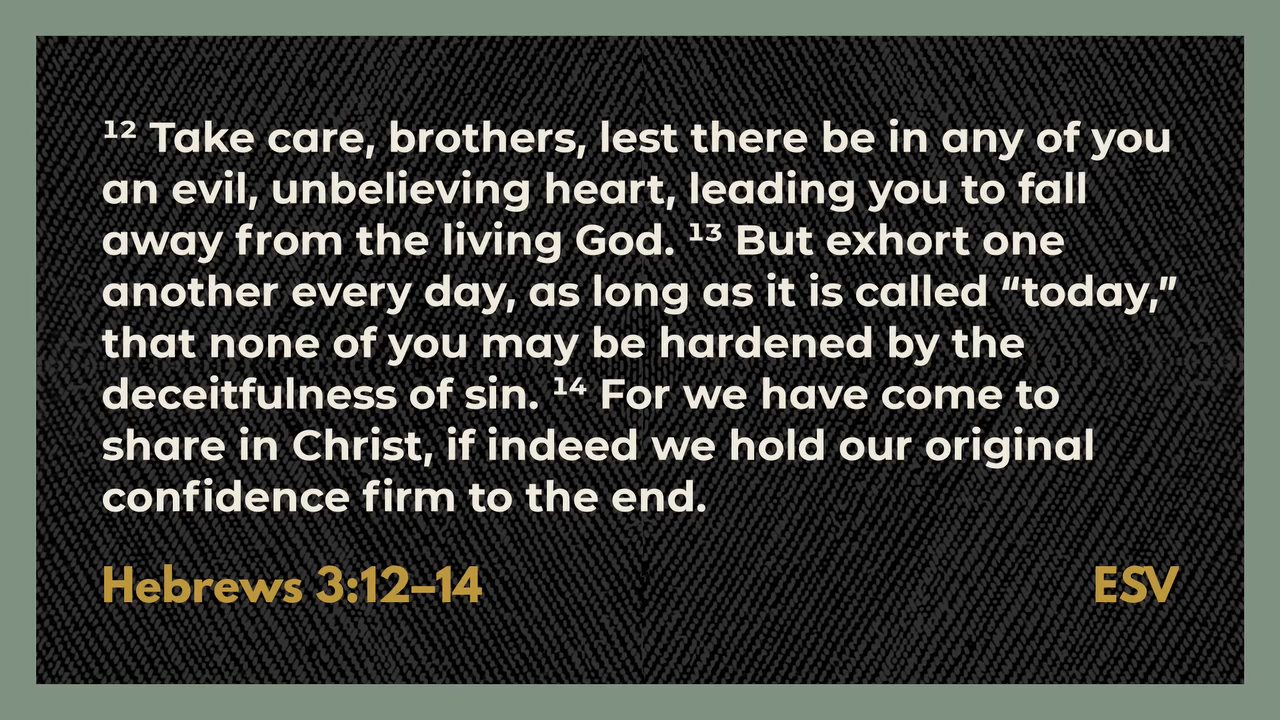 ¹² Take care, brothers, lest there be in any of you
an evil, unbelieving heart, leading you to fall
away from the living God. ¹³ But exhort one
another every day, as long as it is called “today,”
that none of you may be hardened by the
deceitfulness of sin. ¹⁴ For we have come to
share in Christ, if indeed we hold our original
confidence firm to the end.
Hebrews 3:12–14 ESV